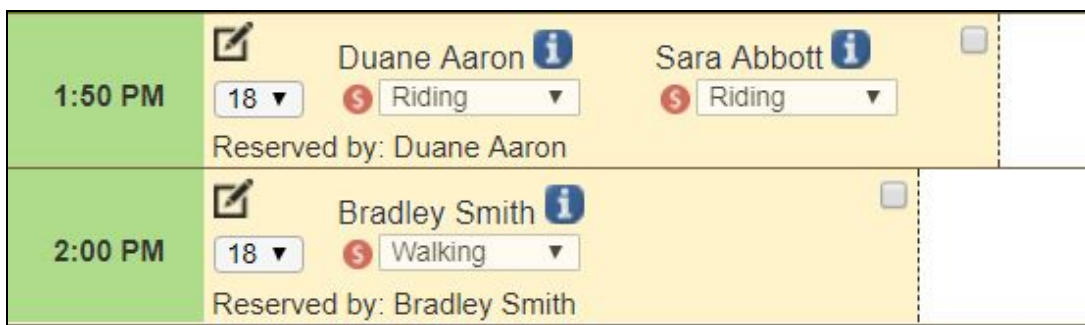 Duane Aaron i Sara Abbott i
1:50 PM 18 ▼ S Riding ▼ S Riding ▼
Reserved by: Duane Aaron
Bradley Smith i
2:00 PM 18 ▼ S Walking ▼
Reserved by: Bradley Smith